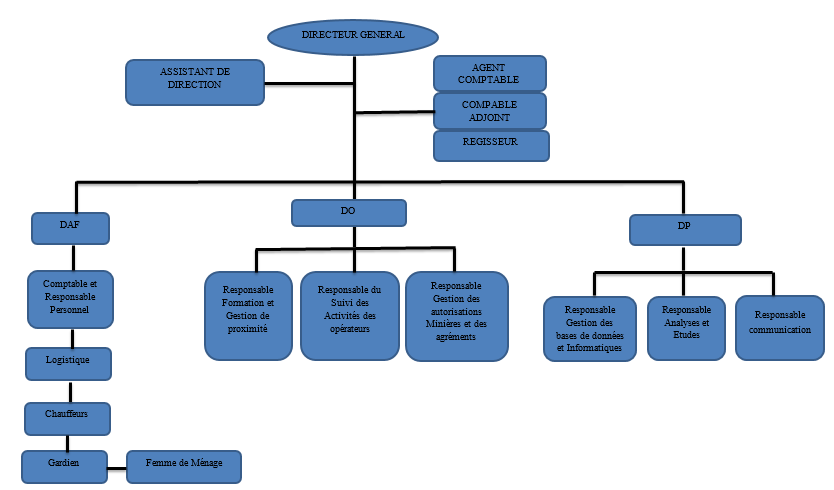 DIRECTEUR GENERAL
ASSISTANT DE
DIRECTION
AGENT
COMPTABLE
COMPABLE
ADJOINT
REGISSEUR
DAF
DO
DP
Comptable et
Responsable
Personnel
Logistique
Chauffeurs
Gardien
Femme de Ménage
Responsable
Formation et
Gestion de
proximité
Responsable du
Suivi des
Activités des
opérateurs
Responsable
Gestion des
autorisations
Minières et des
agréments
Responsable
Gestion des
bases de données
et Informatiques
Responsable
Analyses et
Etudes
Responsable
communication